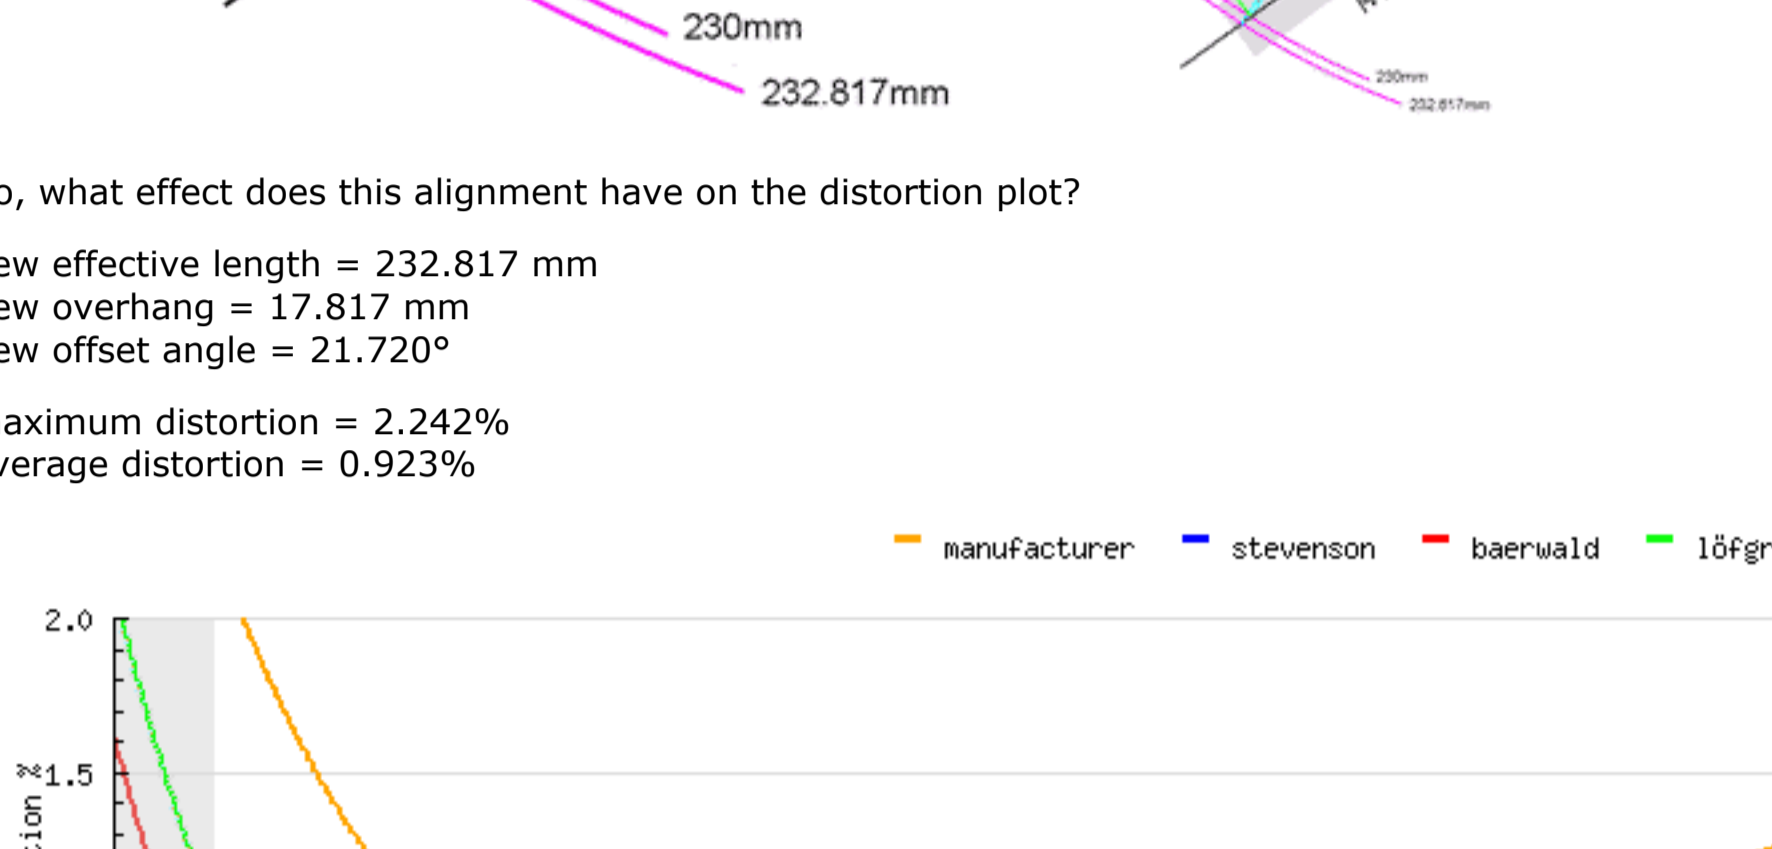 230mm
232.817mm
230mm
232.817mm
o, what effect does this alignment have on the distortion plot?
ew effective length = 232.817 mm
ew overhang = 17.817 mm
ew offset angle = 21.720°
aximum distortion = 2.242%
verage distortion = 0.923%
manufacturer stevenson baerwald löfgr
2.0
1.5
tion %